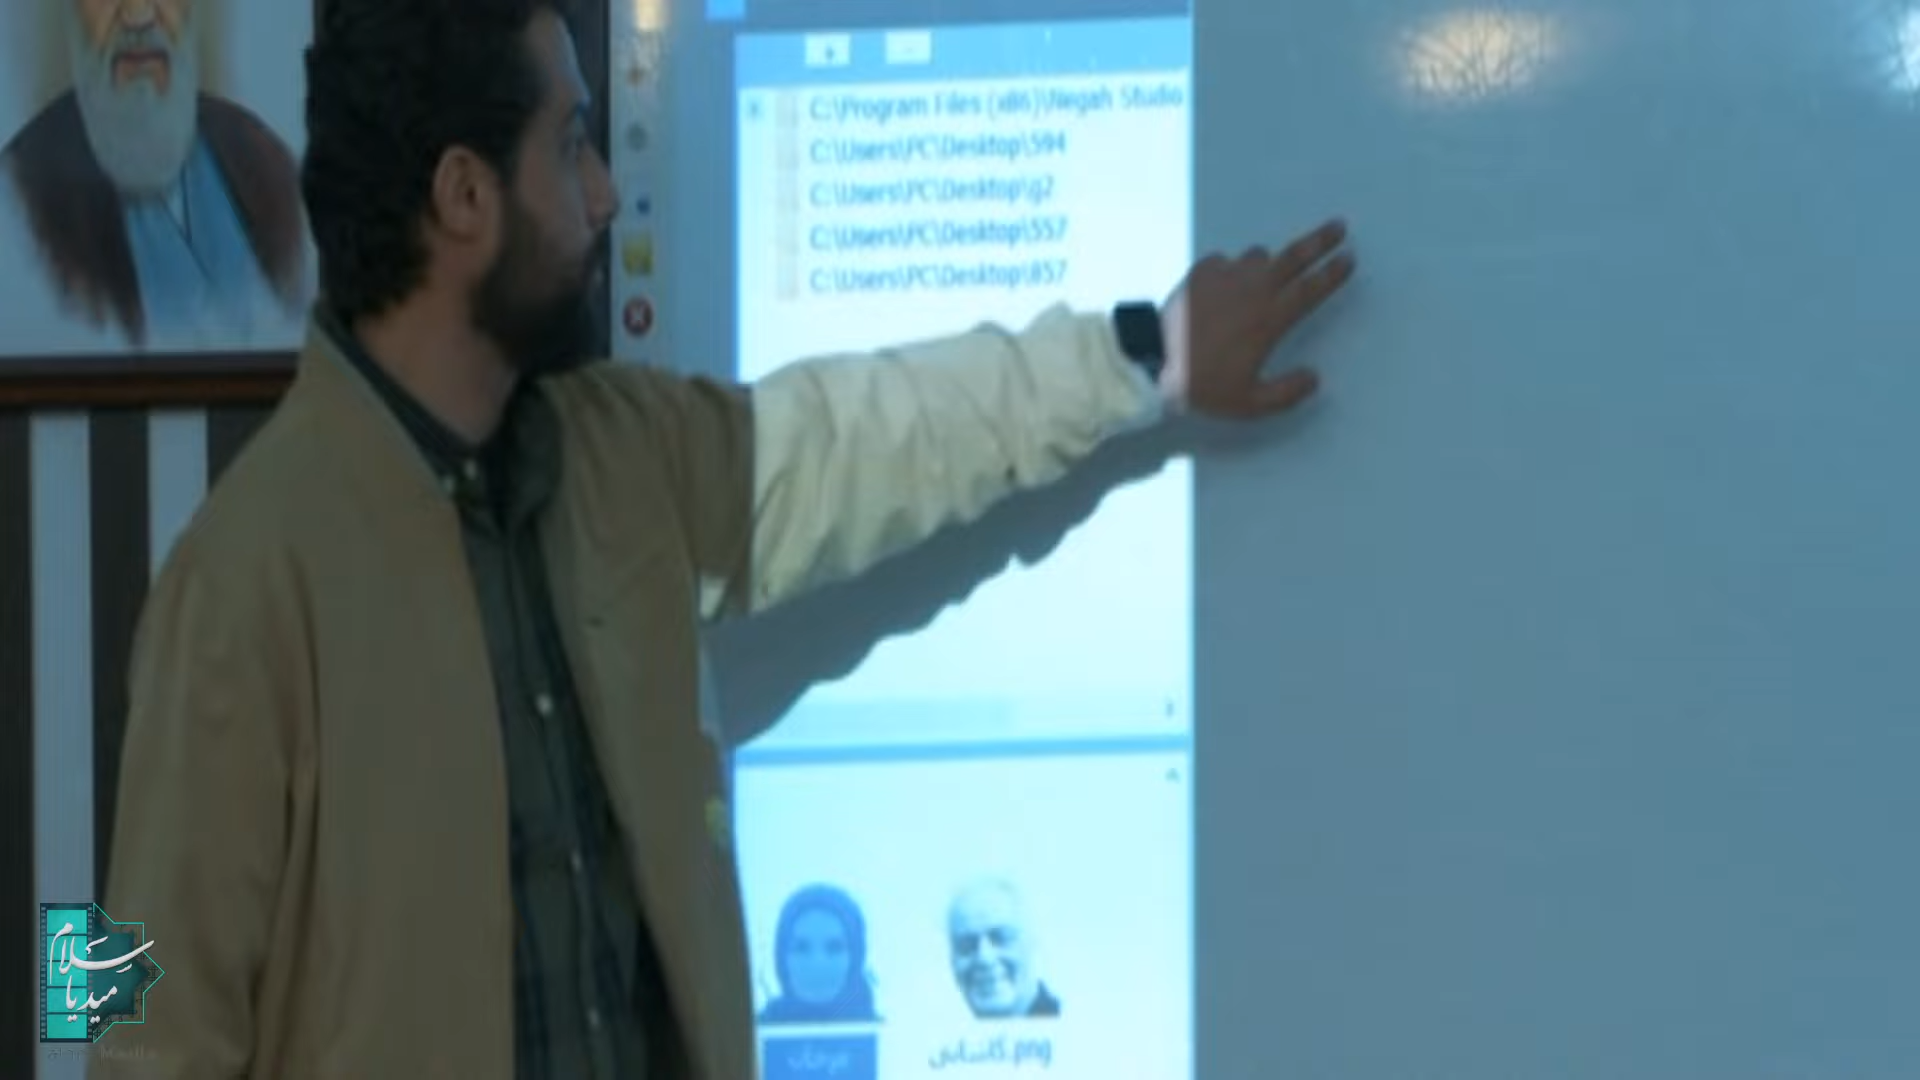 C:\Program Files (x86)\Negah Studio
C:\Users\PC\Desktop\594
C:\Users\PC\Desktop\g2
C:\Users\PC\Desktop\557
C:\Users\PC\Desktop\857
کاشانی.png
سلام
میدیا